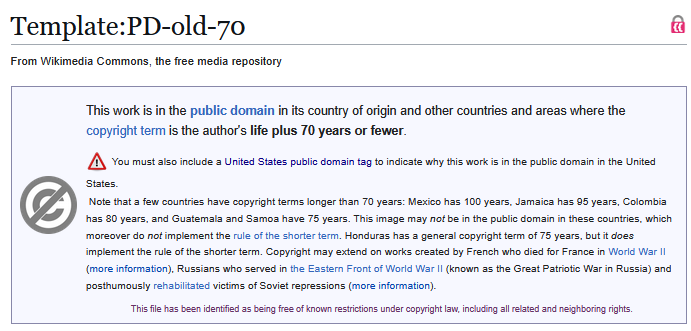 Template:PD-old-70
From Wikimedia Commons, the free media repository
This work is in the public domain in its country of origin and other countries and areas where the
copyright term is the author's life plus 70 years or fewer.
You must also include a United States public domain tag to indicate why this work is in the public domain in the United
States.
Note that a few countries have copyright terms longer than 70 years: Mexico has 100 years, Jamaica has 95 years, Colombia
has 80 years, and Guatemala and Samoa have 75 years. This image may not be in the public domain in these countries, which
moreover do not implement the rule of the shorter term. Honduras has a general copyright term of 75 years, but it does
implement the rule of the shorter term. Copyright may extend on works created by French who died for France in World War II
(more information), Russians who served in the Eastern Front of World War II (known as the Great Patriotic War in Russia) and
posthumously rehabilitated victims of Soviet repressions (more information).
This file has been identified as being free of known restrictions under copyright law, including all related and neighboring rights.